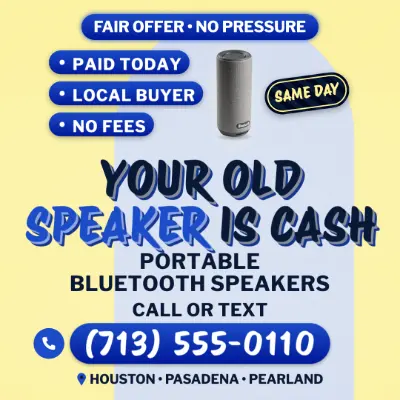 FAIR OFFER • NO PRESSURE
• PAID TODAY
• LOCAL BUYER
• NO FEES
SAME DAY
YOUR OLD
SPEAKER IS CASH
PORTABLE
BLUETOOTH SPEAKERS
CALL OR TEXT
(713) 555-0110
HOUSTON • PASADENA • PEARLAND